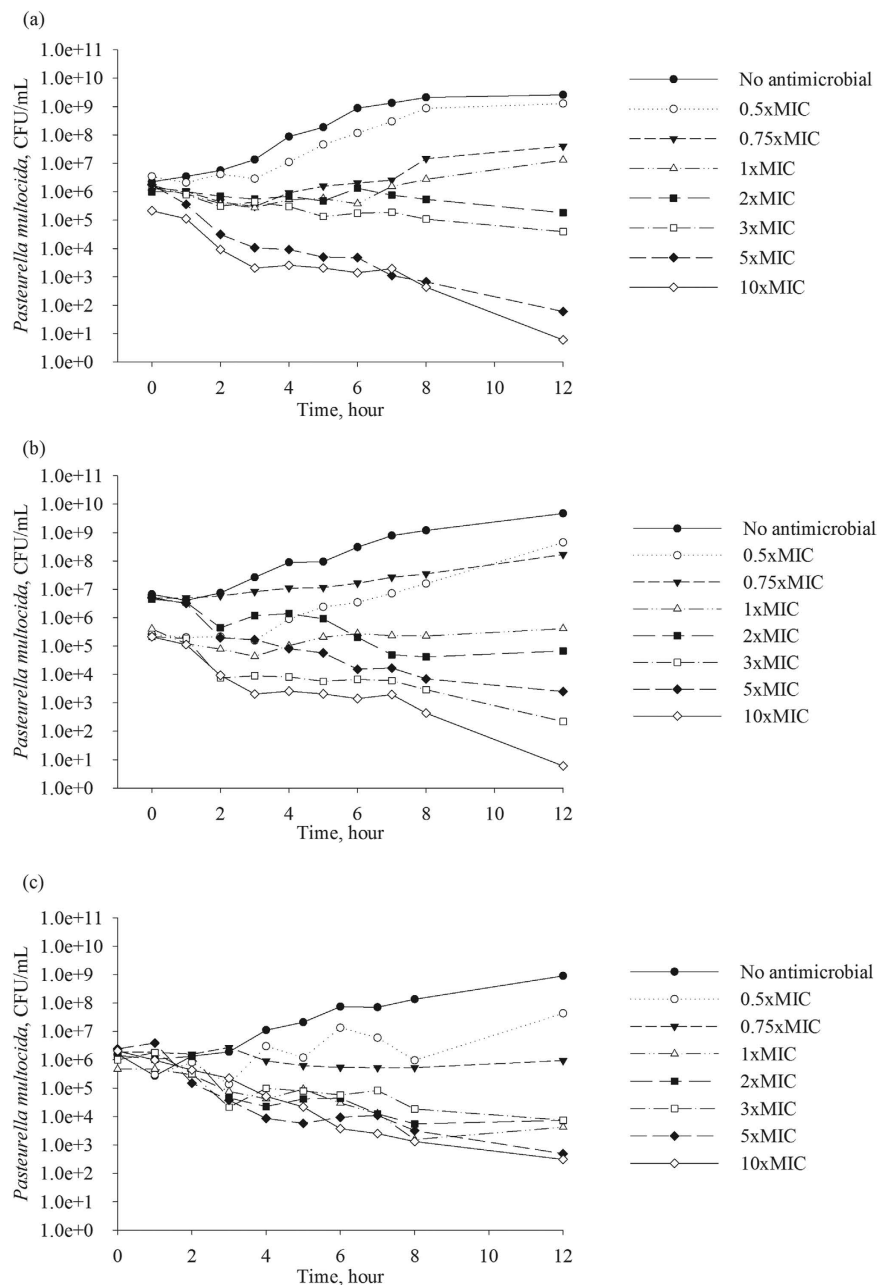 (a)
1.0e+11
1.0e+10
1.0e+9
1.0e+8
1.0e+7
1.0e+6
1.0e+5
1.0e+4
1.0e+3
1.0e+2
1.0e+1
1.0e+0
Pasteurella multocida, CFU/mL
0 2 4 6 8 10 12
Time, hour
No antimicrobial
0.5xMIC
0.75xMIC
1xMIC
2xMIC
3xMIC
5xMIC
10xMIC
(b)
1.0e+11
1.0e+10
1.0e+9
1.0e+8
1.0e+7
1.0e+6
1.0e+5
1.0e+4
1.0e+3
1.0e+2
1.0e+1
1.0e+0
Pasteurella multocida, CFU/mL
0 2 4 6 8 10 12
Time, hour
No antimicrobial
0.5xMIC
0.75xMIC
1xMIC
2xMIC
3xMIC
5xMIC
10xMIC
(c)
1.0e+11
1.0e+10
1.0e+9
1.0e+8
1.0e+7
1.0e+6
1.0e+5
1.0e+4
1.0e+3
1.0e+2
1.0e+1
1.0e+0
Pasteurella multocida, CFU/mL
0 2 4 6 8 10 12
Time, hour
No antimicrobial
0.5xMIC
0.75xMIC
1xMIC
2xMIC
3xMIC
5xMIC
10xMIC